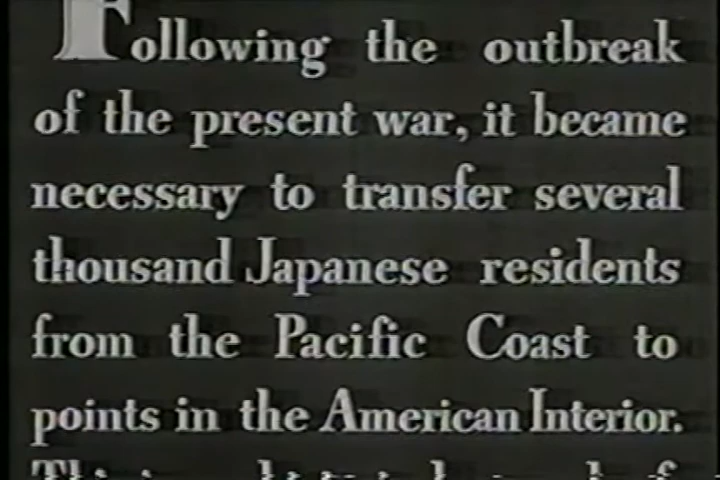 Following the outbreak
of the present war, it became
necessary to transfer several
thousand Japanese residents
from the Pacific Coast to
points in the American Interior.